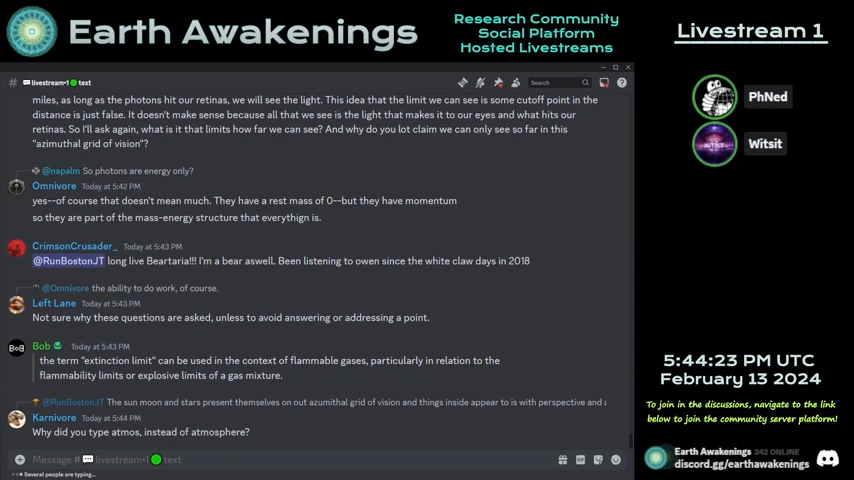 Earth Awakenings
Research Community
Social Platform
Hosted Livestreams
Livestream 1
PhNed
Witsit
# livestream•1 text
Search
miles, as long as the photons hit our retinas, we will see the light. This idea that the limit we can see is some cutoff point in the
distance is just false. It doesn't make sense because all that we see is the light that makes it to our eyes and what hits our
retinas. So I'll ask again, what is it that limits how far we can see? And why do you lot claim we can only see so far in this
"azimuthal grid of vision"?
@napalm So photons are energy only?
Omnivore Today at 5:42 PM
yes--of course that doesn't mean much. They have a rest mass of 0--but they have momentum
so they are part of the mass-energy structure that everythign is.
CrimsonCrusader_ Today at 5:43 PM
@RunBostonJT long live Beartaria!!! I'm a bear aswell. Been listening to owen since the white claw days in 2018
@Omnivore the ability to do work, of course.
Left Lane Today at 5:43 PM
Not sure why these questions are asked, unless to avoid answering or addressing a point.
BoB
Bob Today at 5:43 PM
the term "extinction limit" can be used in the context of flammable gases, particularly in relation to the
flammability limits or explosive limits of a gas mixture.
@RunBostonJT The sun moon and stars present themselves on out azumithal grid of vision and things inside appear to is with perspective and a
Karnivore Today at 5:44 PM
Why did you type atmos, instead of atmosphere?
Message # livestream•1 text
GIF
Several people are typing...
5:44:23 PM UTC
February 13 2024
To join in the discussions, navigate to the link
below to join the community server platform!
Earth Awakenings 342 ONLINE
discord.gg/earthawakenings